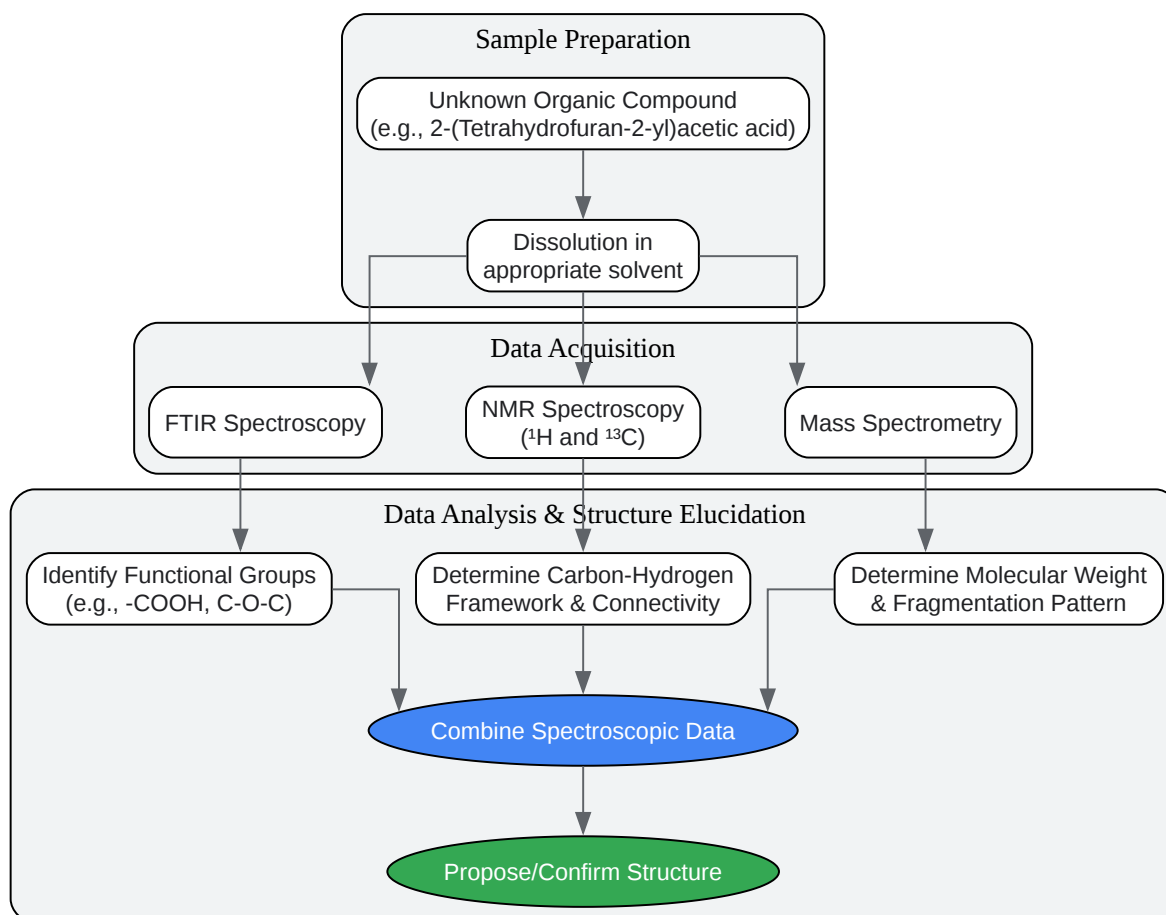 Sample Preparation
Unknown Organic Compound
(e.g., 2-(Tetrahydrofuran-2-yl)acetic acid)
Dissolution in
appropriate solvent
Data Acquisition
FTIR Spectroscopy
NMR Spectroscopy
(¹H and ¹³C)
Mass Spectrometry
Data Analysis & Structure Elucidation
Identify Functional Groups
(e.g., -COOH, C-O-C)
Determine Carbon-Hydrogen
Framework & Connectivity
Determine Molecular Weight
& Fragmentation Pattern
Combine Spectroscopic Data
Propose/Confirm Structure